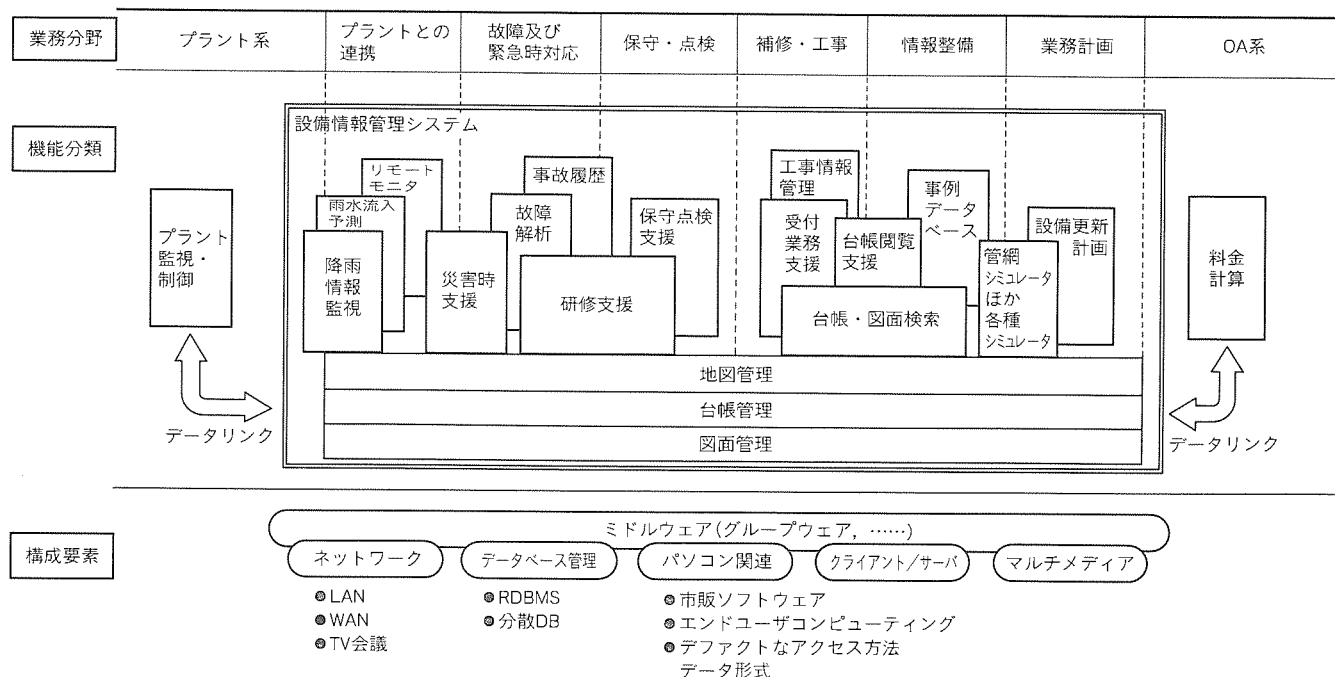 業務分野
プラント系
プラントとの
連携
故障及び
緊急時対応
保守・点検
補修・工事
情報整備
業務計画
OA系
機能分類
設備情報管理システム
リモート
モニタ
雨水流入
予測
降雨
情報
監視
災害時
支援
事故履歴
故障
解析
研修支援
保守点検
支援
工事情報
管理
受付
業務
支援
台帳閲覧
支援
事例
データ
ベース
台帳・図面検索
設備更新
計画
管網
シミュレータ
ほか
各種
シミュレータ
プラント
監視・
制御
料金
計算
地図管理
台帳管理
図面管理
データリンク
データリンク
構成要素
ミドルウェア(グループウェア, ……)
ネットワーク
データベース管理
パソコン関連
クライアント/サーバ
マルチメディア
●LAN
●WAN
●TV会議
●RDBMS
●分散DB
●市販ソフトウェア
●エンドユーザコンピューティング
●デファクトなアクセス方法
データ形式